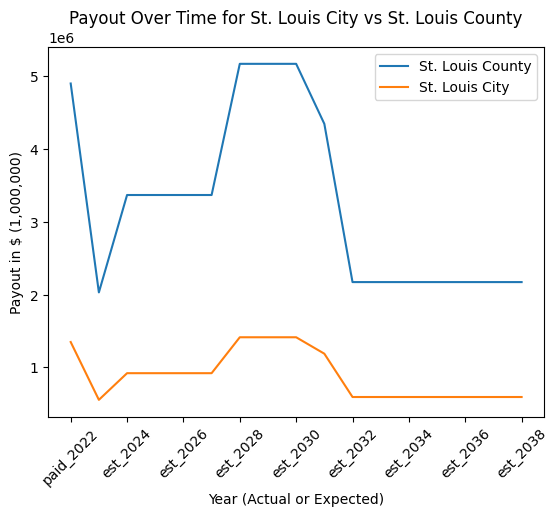 Payout Over Time for St. Louis City vs St. Louis County
1e6
St. Louis County
St. Louis City
5
4
3
2
1
Payout in $ (1,000,000)
paid_2022
est_2024
est_2026
est_2028
est_2030
est_2032
est_2034
est_2036
est_2038
Year (Actual or Expected)